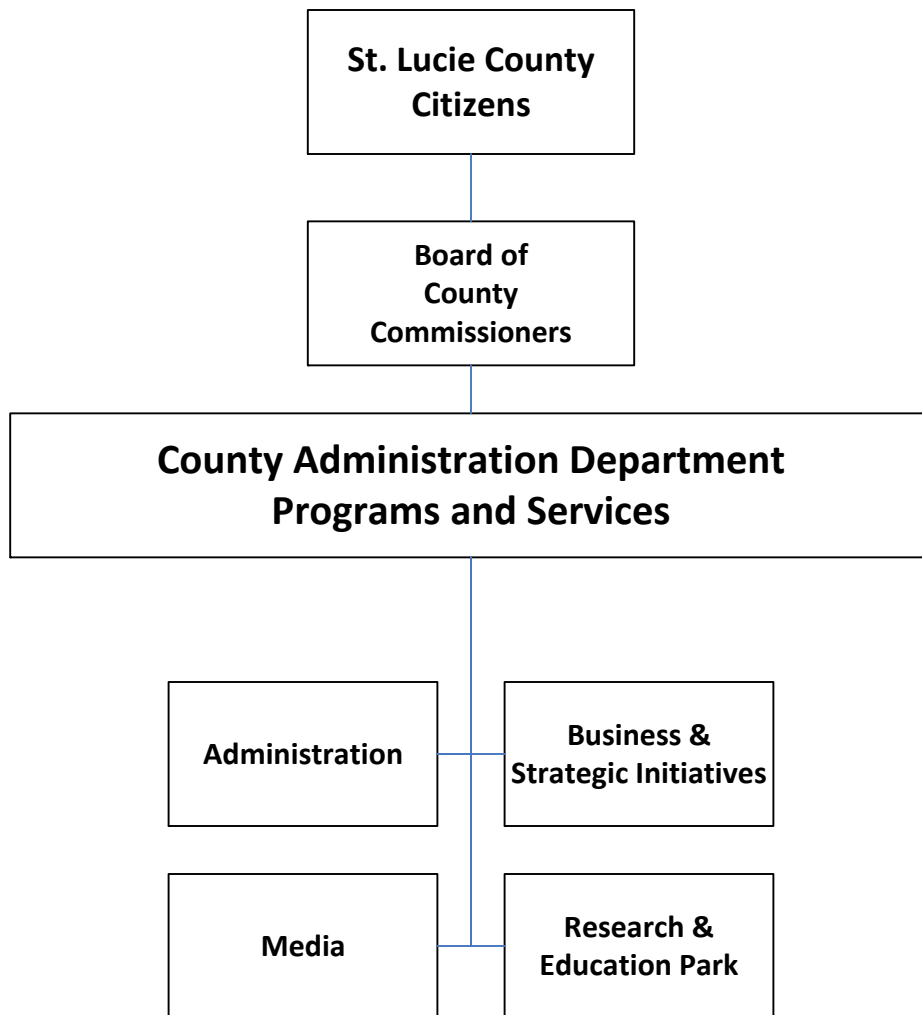 St. Lucie County
Citizens
Board of
County
Commissioners
County Administration Department
Programs and Services
Administration
Business &
Strategic Initiatives
Media
Research &
Education Park